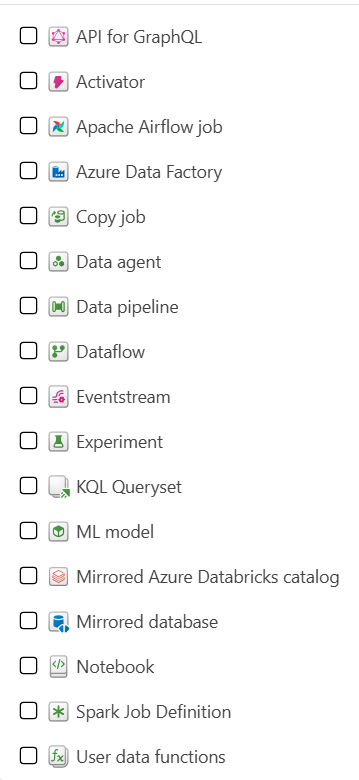 API for GraphQL
Activator
Apache Airflow job
Azure Data Factory
Copy job
Data agent
Data pipeline
Dataflow
Eventstream
Experiment
KQL Queryset
ML model
Mirrored Azure Databricks catalog
Mirrored database
Notebook
Spark Job Definition
User data functions